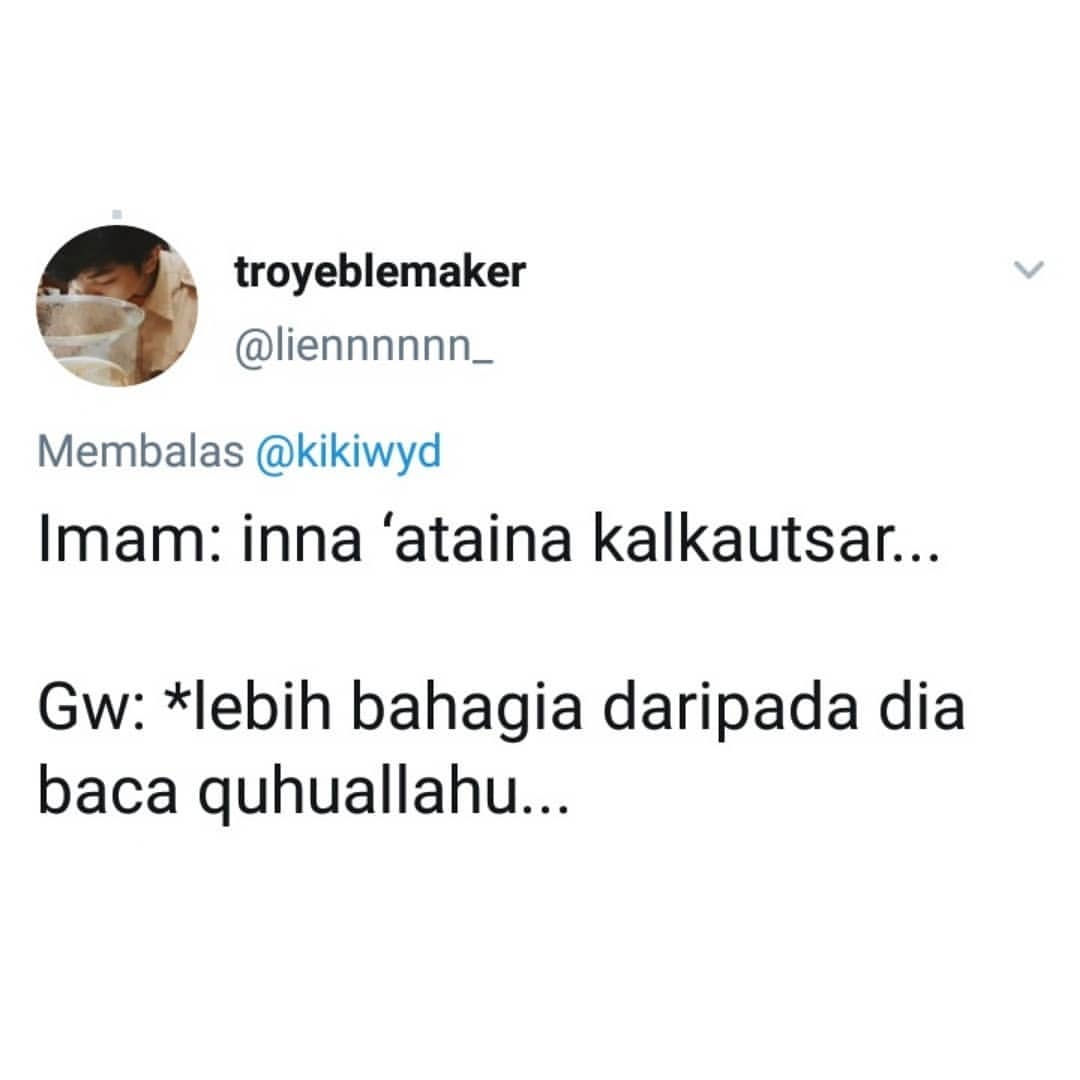 troyeblemaker
@liennnnnn_
Membalas @kikiwyd
Imam: inna ‘ataina kalkautsar...
Gw: *lebih bahagia daripada dia
baca quhuallahu...